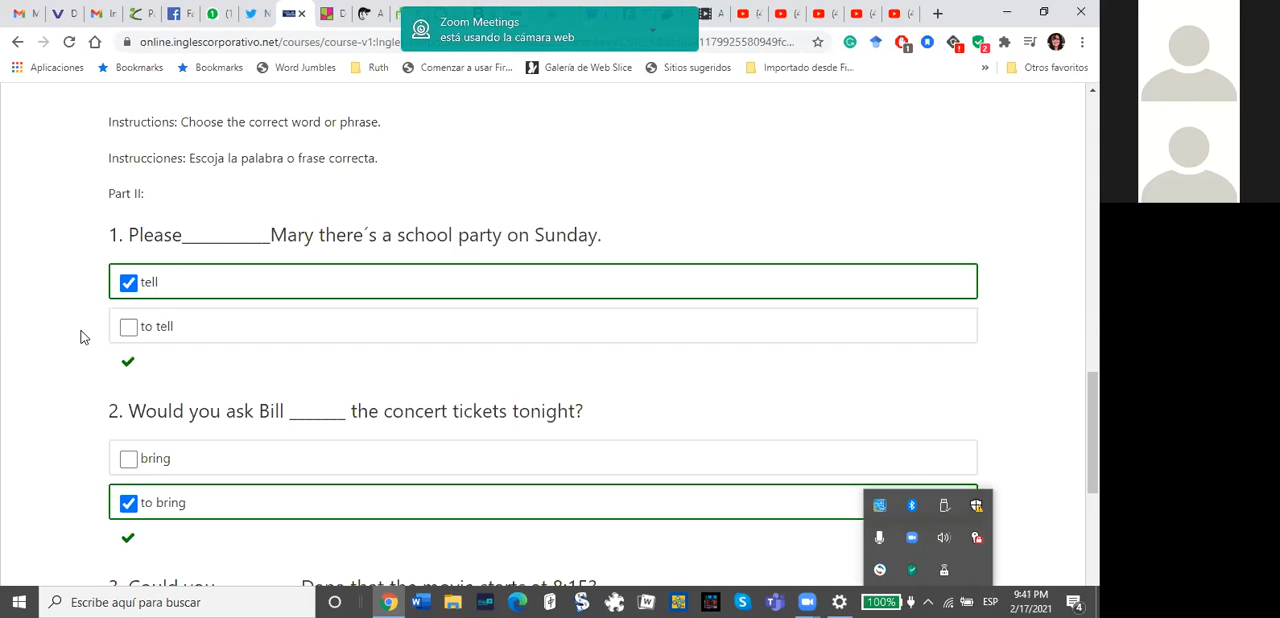 Zoom Meetings
está usando la cámara web
online.inglescorporativo.net/courses/course-v1:Ingle
1179925580949fc...
Aplicaciones
Bookmarks
Bookmarks
Word Jumbles
Ruth
Comenzar a usar Fir...
Galería de Web Slice
Sitios sugeridos
Importado desde Fi...
»
Otros favoritos
Instructions: Choose the correct word or phrase.
Instrucciones: Escoja la palabra o frase correcta.
Part II:
1. Please__________Mary there´s a school party on Sunday.
tell
to tell
2. Would you ask Bill _______ the concert tickets tonight?
bring
to bring
Escribe aquí para buscar
100%
ESP
9:41 PM
2/17/2021
4